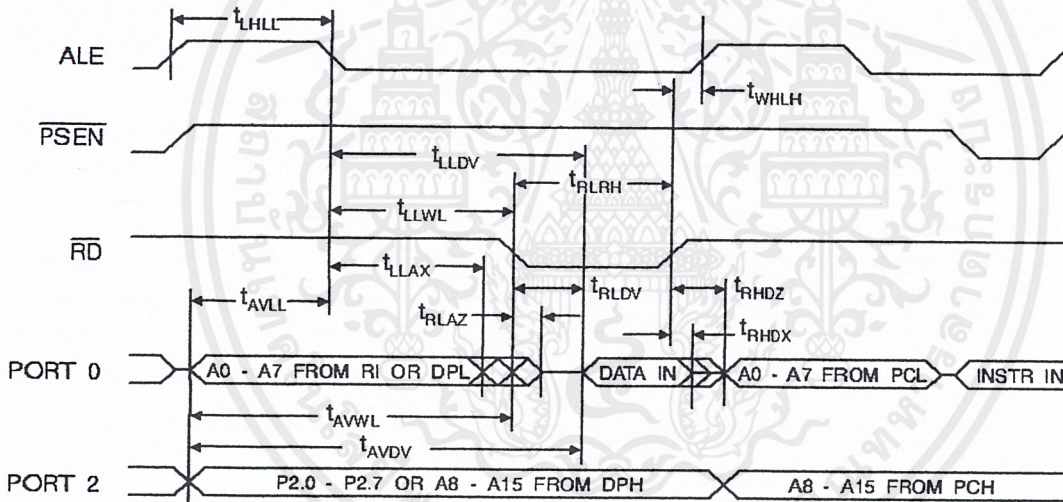 tLHLL
ALE
tWHLH
PSEN
tLLDV
tRLRH
tLLWL
RD
tLLAX
tRLDV
tRHDZ
tAVLL
tRLAZ
tRHDX
PORT 0
A0 - A7 FROM RI OR DPL
DATA IN
A0 - A7 FROM PCL
INSTR IN
tAVWL
tAVDV
PORT 2
P2.0 - P2.7 OR A8 - A15 FROM DPH
A8 - A15 FROM PCH